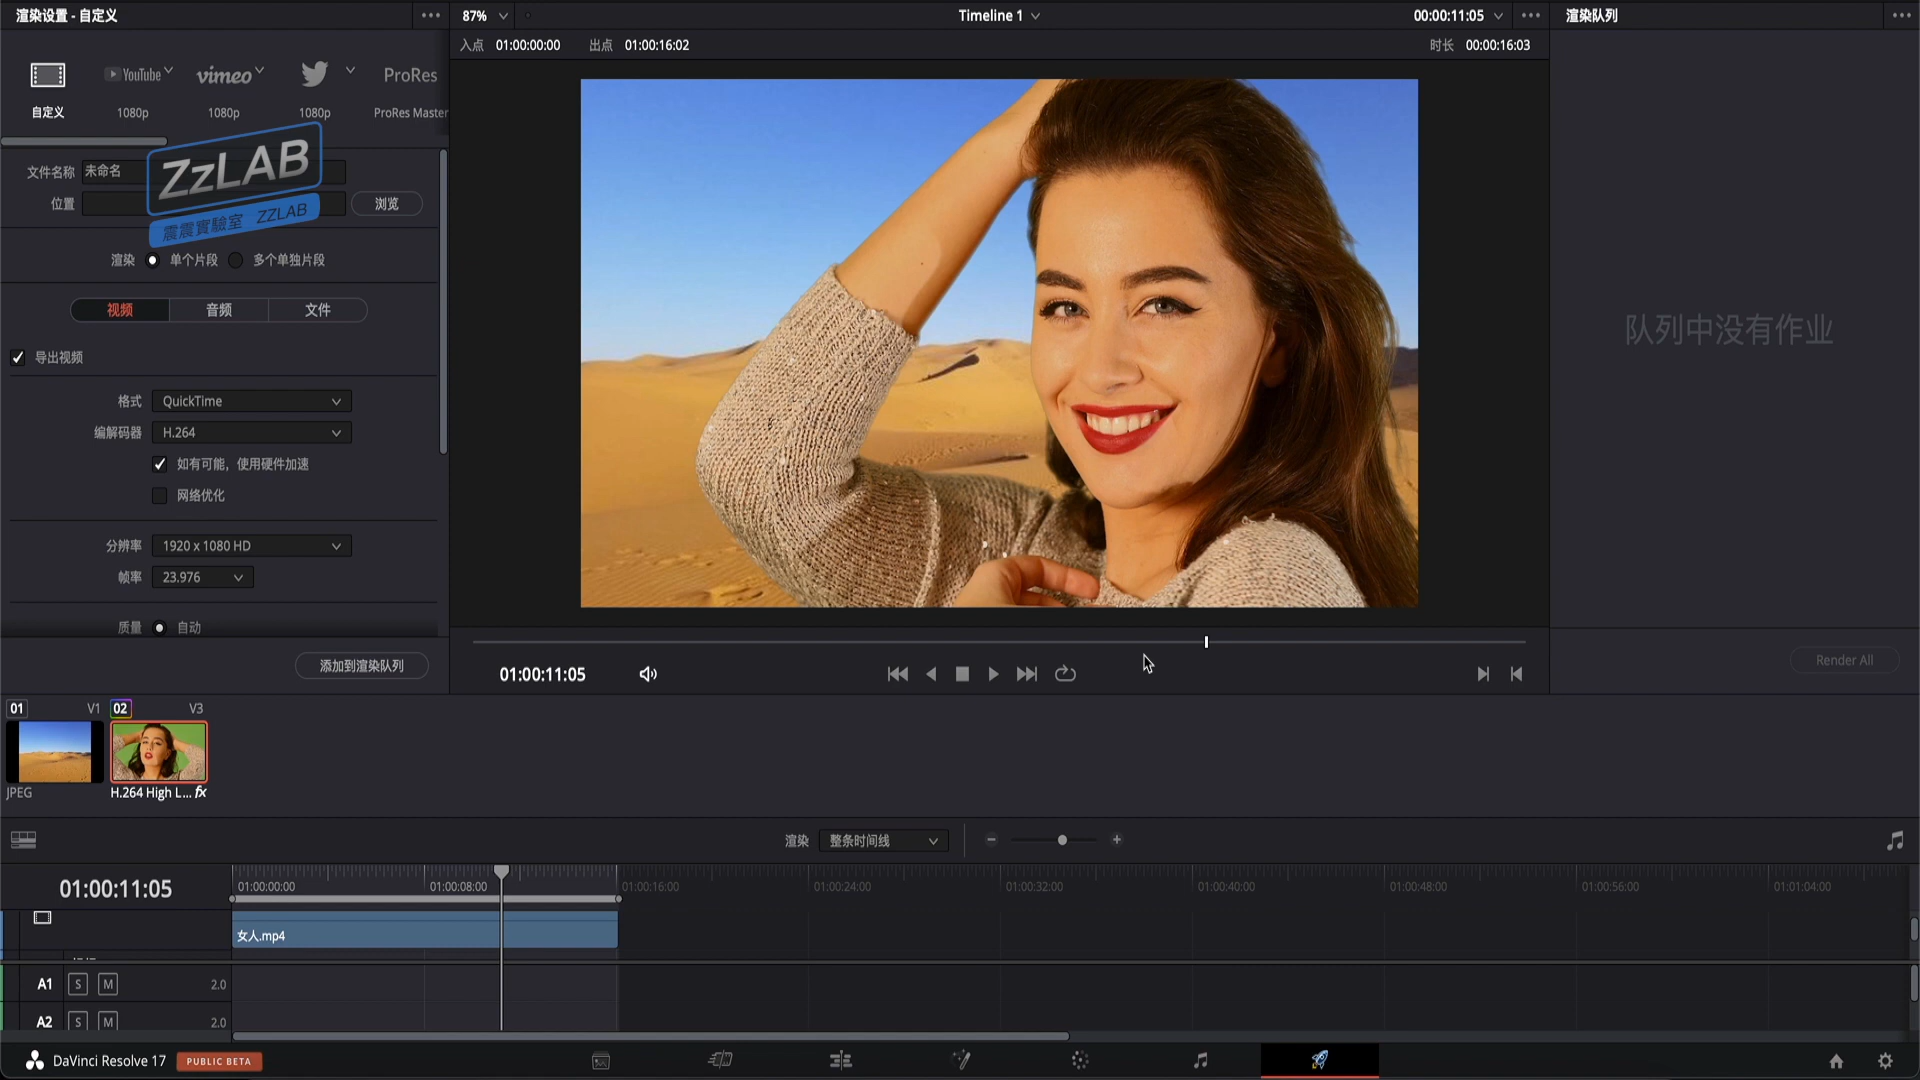 渲染设置 - 自定义
87%
Timeline 1
00:00:11:05
渲染队列
入点 01:00:00:00 出点 01:00:16:02
时长 00:00:16:03
YouTube
vimeo
ProRes
自定义
1080p
1080p
1080p
ProRes Master
文件名称 未命名
位置
浏览
ZzLAB
震震實驗室 ZZLAB
渲染 单个片段 多个单独片段
视频 音频 文件
导出视频
格式 QuickTime
编解码器 H.264
如有可能，使用硬件加速
网络优化
分辨率 1920 x 1080 HD
帧率 23.976
质量 自动
添加到渲染队列
01:00:11:05
队列中没有作业
Render All
01 V1 02 V3
JPEG
H.264 High L... fx
渲染 整条时间线
01:00:11:05
01:00:00:00 01:00:08:00 01:00:16:00 01:00:24:00 01:00:32:00 01:00:40:00 01:00:48:00 01:00:56:00 01:01:04:00
女人.mp4
A1 S M 2.0
A2 S M 2.0
DaVinci Resolve 17 PUBLIC BETA